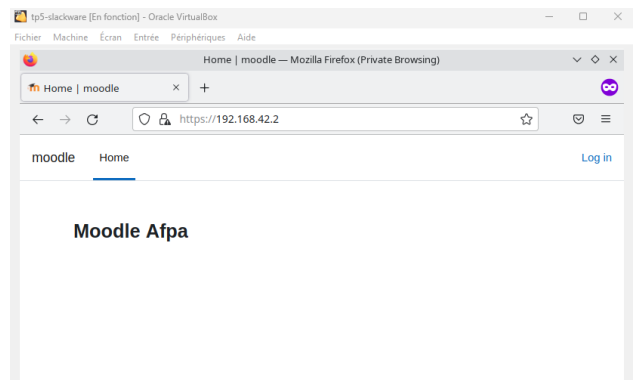 tp5-slackware [En fonction] - Oracle VirtualBox
Fichier Machine Écran Entrée Périphériques Aide
Home | moodle — Mozilla Firefox (Private Browsing)
Home | moodle
https://192.168.42.2
moodle Home Log in
Moodle Afpa